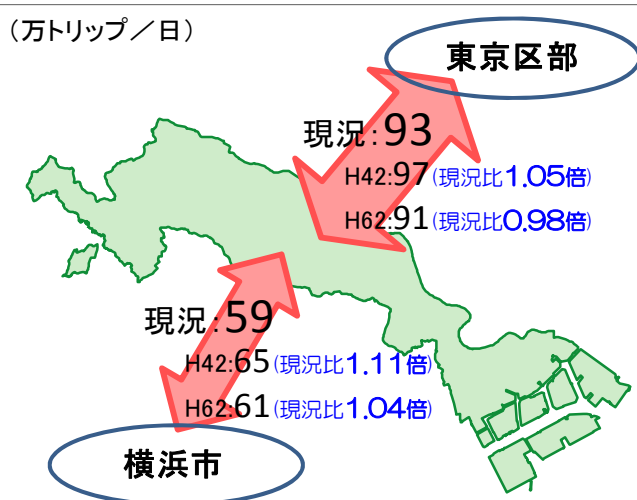 （万トリップ／日）
東京区部
現況：93
H42:97(現況比1.05倍)
H62:91(現況比0.98倍)
現況：59
H42:65(現況比1.11倍)
H62:61(現況比1.04倍)
横浜市